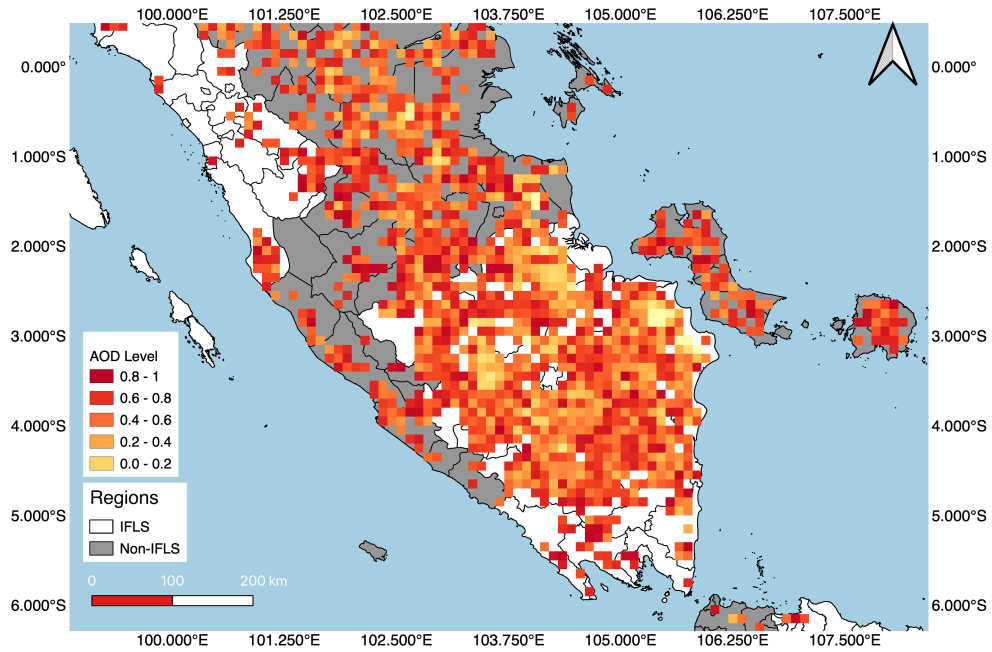 100.000°S 101.250°S 102.500°S 103.750°S 105.000°S 106.250°S 107.500°S
0.000° 0.000°
1.000°S 1.000°S
2.000°S 2.000°S
3.000°S 3.000°S
AOD Level
0.8 - 1
0.6 - 0.8
0.4 - 0.6
4.000°S 4.000°S
0.2 - 0.4
0.0 - 0.2
Regions
5.000°S 5.000°S
IFLS
Non-IFLS
0 100 200 km
6.000°S 6.000°S
100.000°S 101.250°S 102.500°S 103.750°S 105.000°S 106.250°S 107.500°S